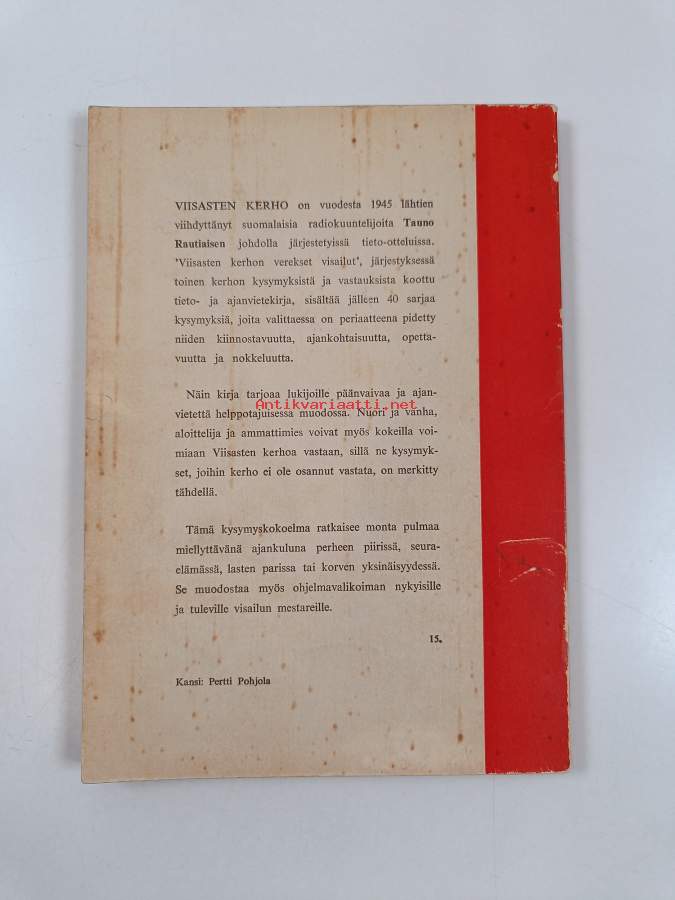 VIISASTEN KERHO on vuodesta 1945 lähtien
viihdyttänyt suomalaisia radiokuuntelijoita Tauno
Rautiaisen johdolla järjestetyissä tieto-otteluissa.
'Viisasten kerhon verekset visailut', järjestyksessä
toinen kerhon kysymyksistä ja vastauksista koottu
tieto- ja ajanvietekirja, sisältää jälleen 40 sarjaa
kysymyksiä, joita valittaessa on periaatteena pidetty
niiden kiinnostavuutta, ajankohtaisuutta, opetta-
vuutta ja nokkeluutta.
Näin kirja tarjoaa lukijoille päänvaivaa ja ajan-
Antikvariaatti.net
vietettä helppotajuisessa muodossa. Nuori ja vanha,
aloittelija ja ammattimies voivat myös kokeilla voi-
miaan Viisasten kerhoa vastaan, sillä ne kysymyk-
set, joihin kerho ei ole osannut vastata, on merkitty
tähdellä.
Tämä kysymyskokoelma ratkaisee monta pulmaa
miellyttävänä ajankuluna perheen piirissä, seura-
elämässä, lasten parissa tai korven yksinäisyydessä.
Se muodostaa myös ohjelmavalikoiman nykyisille
ja tuleville visailun mestareille.
15.
Kansi: Pertti Pohjola